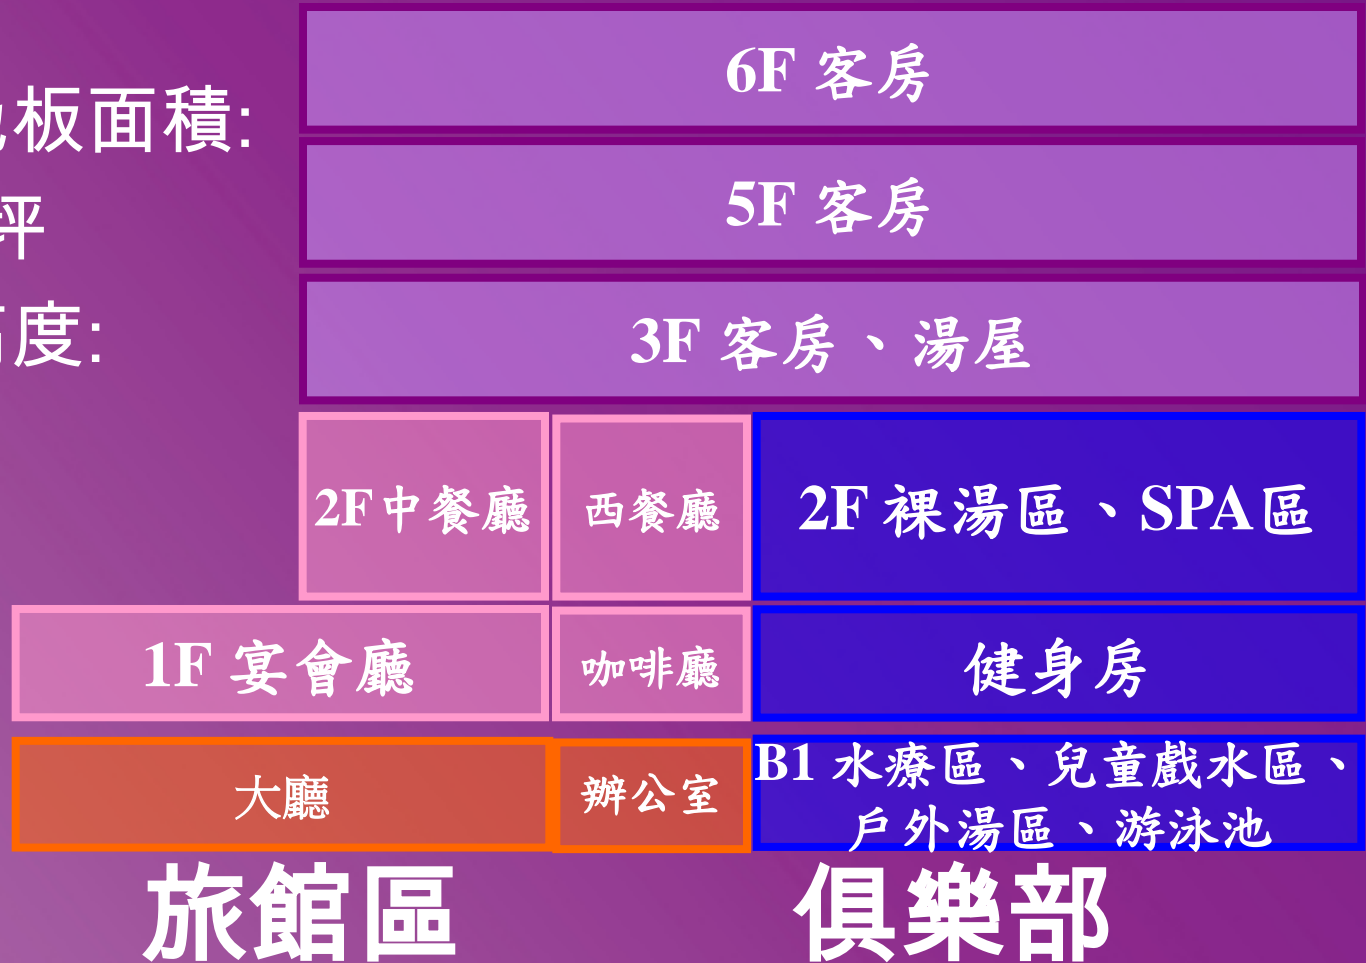 板面積:
坪
度:
6F 客房
5F 客房
3F 客房、湯屋
2F中餐廳
西餐廳
2F 裸湯區、SPA區
1F 宴會廳
咖啡廳
健身房
大廳
辦公室
B1 水療區、兒童戲水區、
戶外湯區、游泳池
旅館區
俱樂部